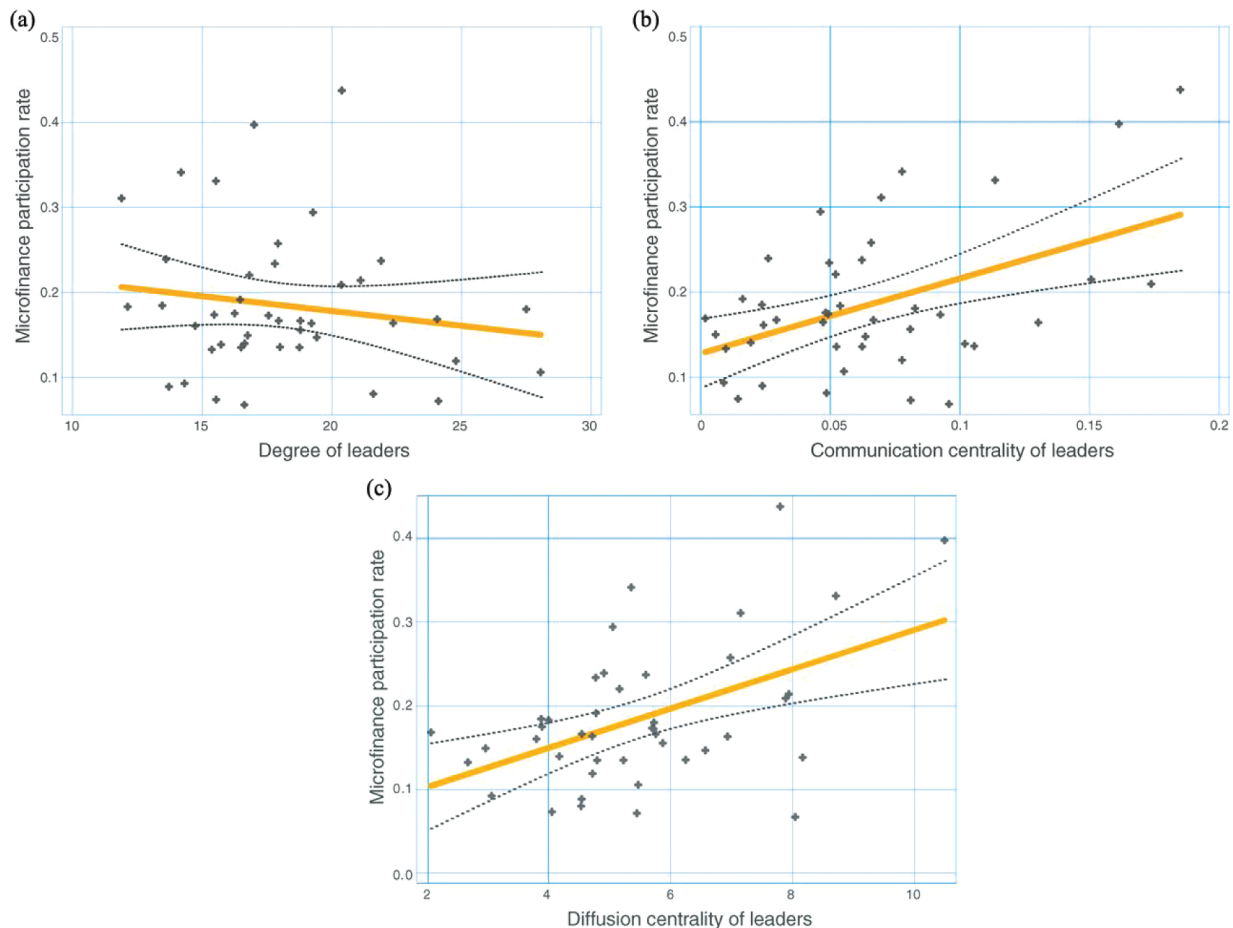 (a)
0.5
0.4
0.3
0.2
0.1
10 15 20 25 30
Microfinance participation rate
Degree of leaders
(b)
0.5
0.4
0.3
0.2
0.1
0 0.05 0.1 0.15 0.2
Microfinance participation rate
Communication centrality of leaders
(c)
0.4
0.3
0.2
0.1
0.0
2 4 6 8 10
Microfinance participation rate
Diffusion centrality of leaders